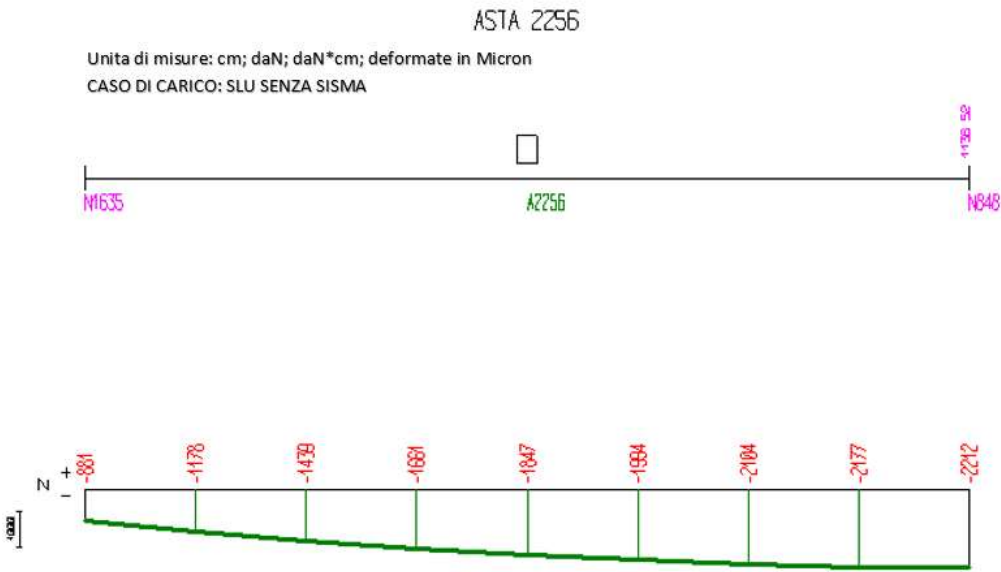 ASTA 2256
Unita di misure: cm; daN; daN*cm; deformate in Micron
CASO DI CARICO: SLU SENZA SISMA
N1635
A2256
N848
N
+
-
-881
-1178
-1439
-1661
-1847
-1994
-2104
-2177
-2212